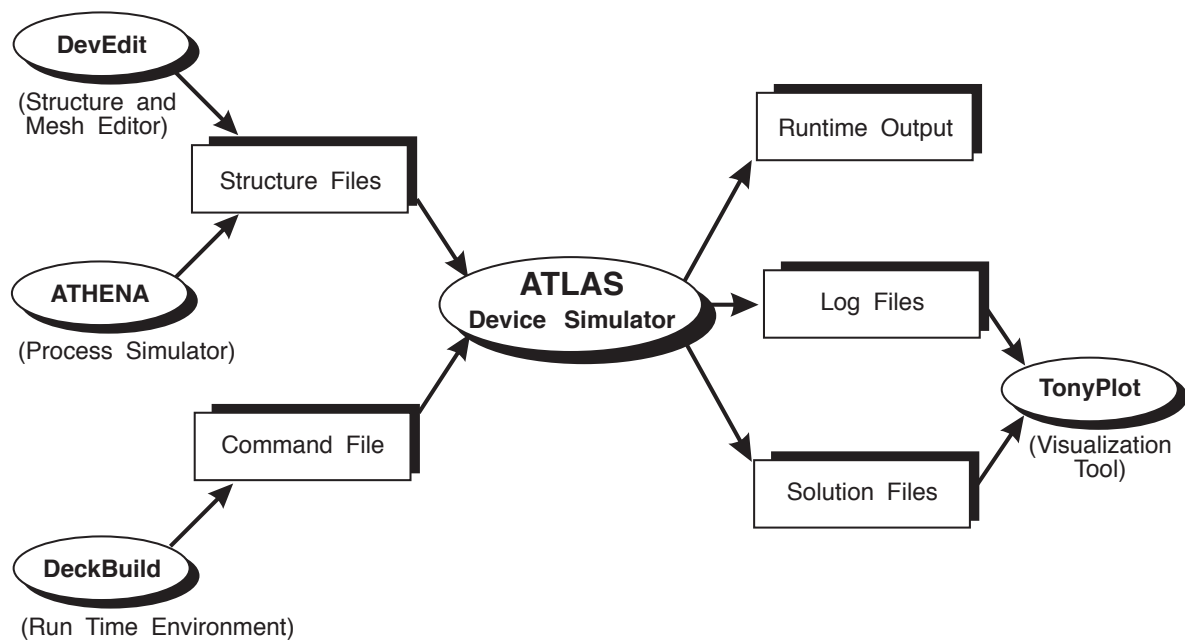 DevEdit
(Structure and
Mesh Editor)
Structure Files
ATHENA
(Process Simulator)
Command File
DeckBuild
(Run Time Environment)
ATLAS
Device Simulator
Runtime Output
Log Files
Solution Files
TonyPlot
(Visualization
Tool)